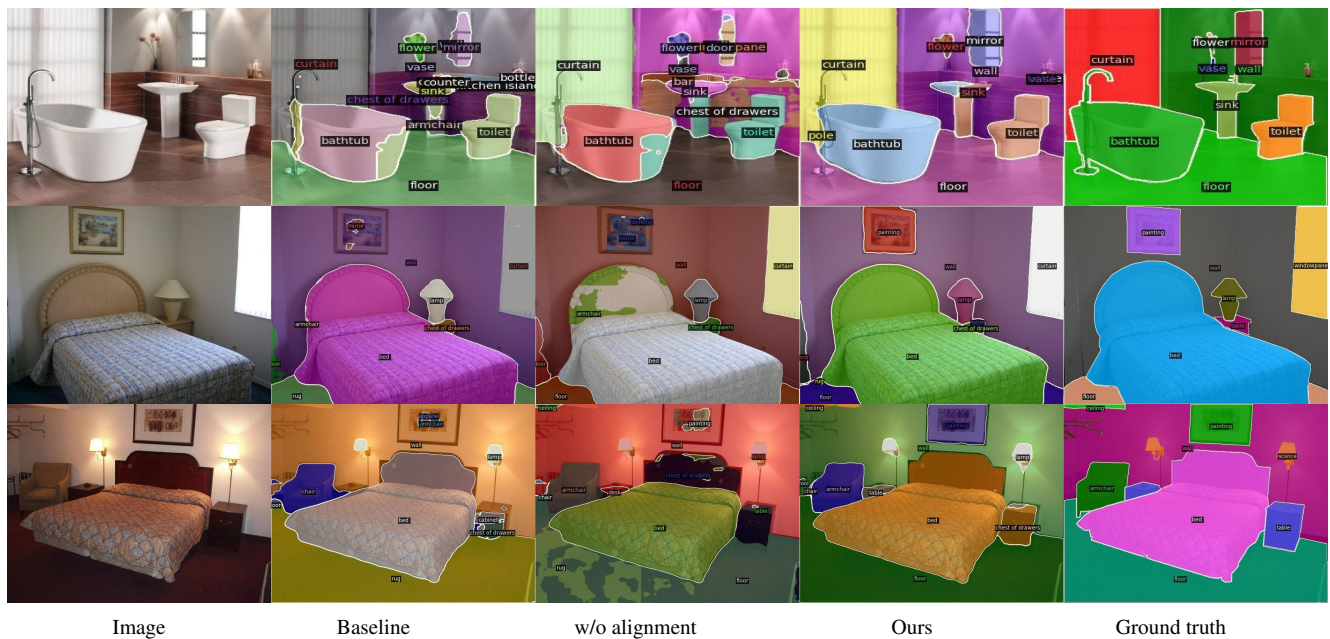 flower mirror
curtain
vase
counter bottle
sink kitchen island
chest of drawers
armchair
bathtub toilet
floor
curtain
flower door pane
vase
bar
sink
chest of drawers
bathtub toilet
floor
curtain
flower mirror
wall
vase
sink
pole bathtub toilet
floor
curtain
flower mirror
vase wall
sink
bathtub toilet
floor
mirror
wall
curtain
lamp
armchair
chest of drawers
bed
rug
mirror
wall
curtain
lamp
armchair
chest of drawers
bed
floor
painting
wall
curtain
lamp
chest of drawers
bed
rug
floor
painting
wall
windowpane
lamp
table
bed
floor
armchair
wall
lamp
chair
cabinet
bed
chest of drawers
rug
ceiling
painting
wall
lamp
chest of drawers
armchair desk
table
bed
rug
floor
ceiling
painting
wall
lamp
chair armchair table
bed
chest of drawers
floor
ceiling
painting
wall
sconce
armchair
bed
table
floor
Image Baseline w/o alignment Ours Ground truth